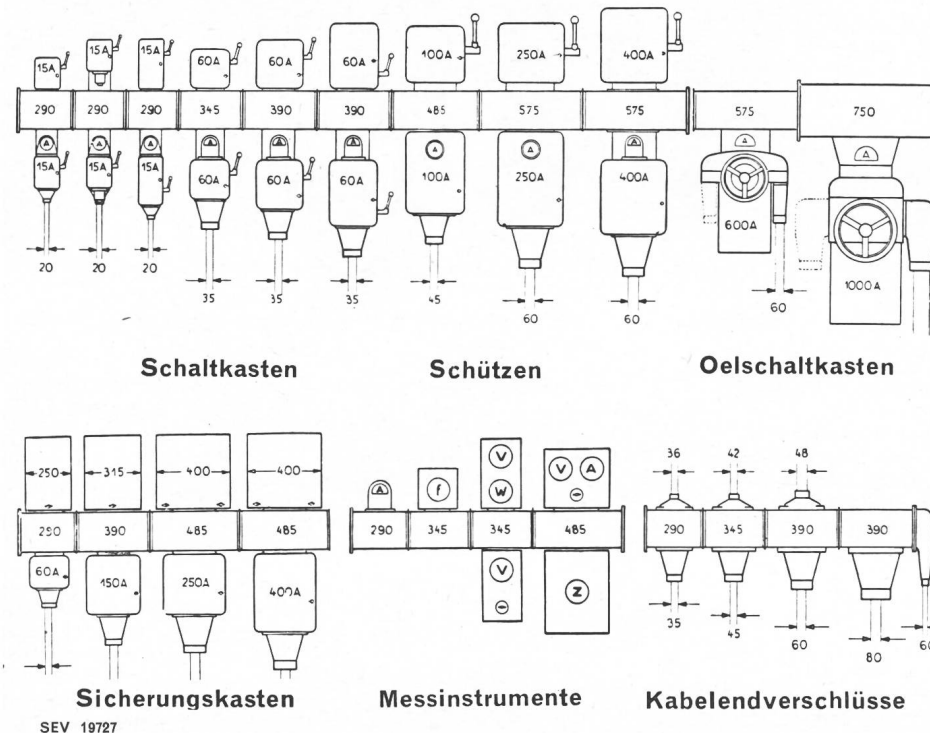 15A 15A 15A 60A 60A 60A 100A 250A 400A
290 290 290 345 390 390 485 575 575 575 750
A A A A A A A A A A A
15A 15A 15A 60A 60A 60A 100A 250A 400A 600A 1000A
20 20 20 35 35 35 45 60 60 60
Schaltkasten Schützen Oelschaltkasten
250 315 400 400
290 390 485 485
60A 150A 250A 400A
Sicherungskasten
A f V W V A
290 345 345 485
V Z
Messinstrumente
36 42 48
290 345 390 390
35 45 60 80 60
Kabelendverschlüsse
SEV 19727